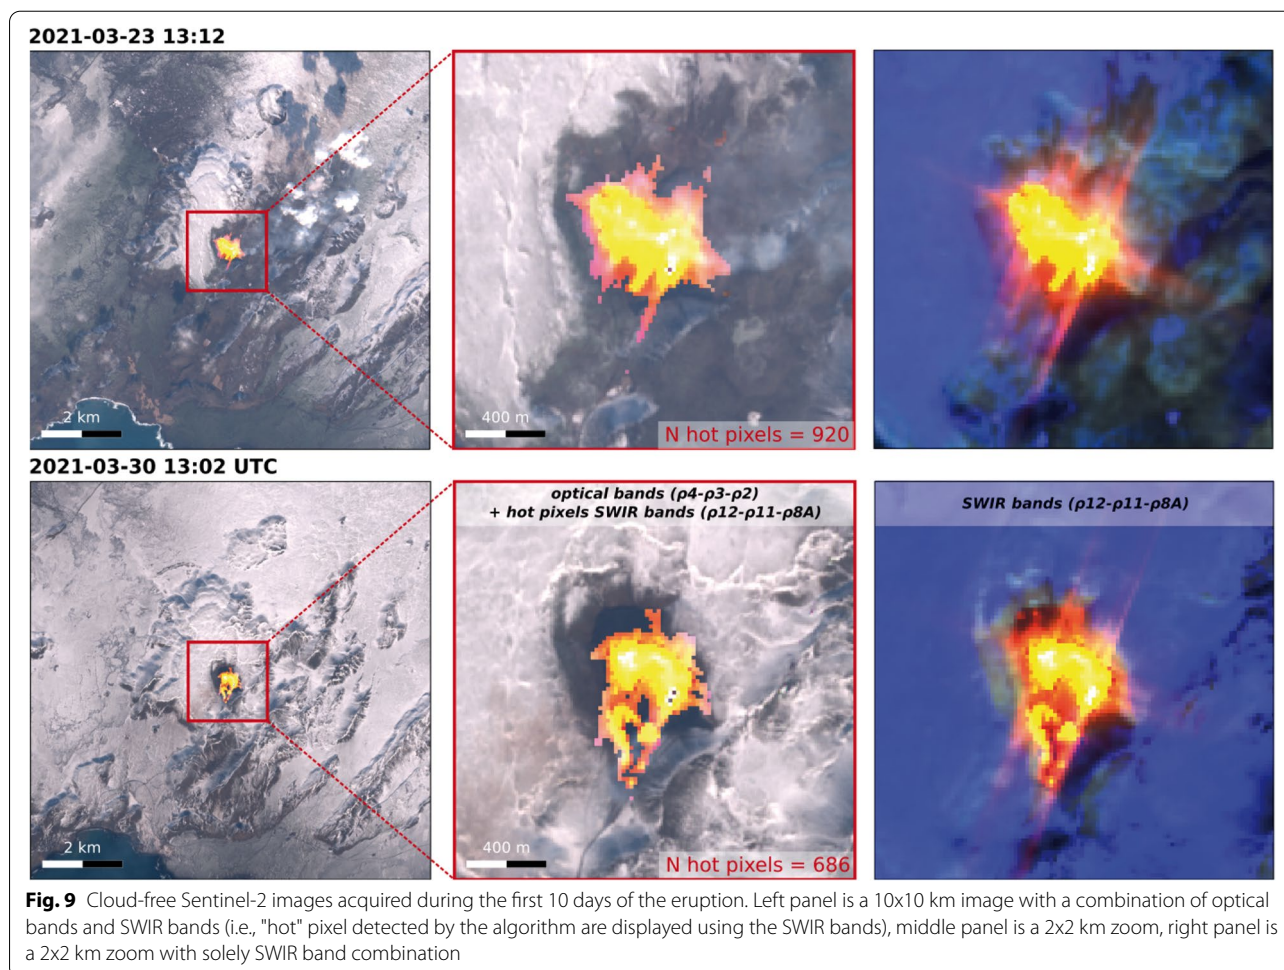 2021-03-23 13:12
2 km
400 m
N hot pixels = 920
2021-03-30 13:02 UTC
optical bands (ρ4-ρ3-ρ2)
+ hot pixels SWIR bands (ρ12-ρ11-ρ8A)
SWIR bands (ρ12-ρ11-ρ8A)
2 km
400 m
N hot pixels = 686
Fig. 9 Cloud-free Sentinel-2 images acquired during the first 10 days of the eruption. Left panel is a 10x10 km image with a combination of optical
bands and SWIR bands (i.e., "hot" pixel detected by the algorithm are displayed using the SWIR bands), middle panel is a 2x2 km zoom, right panel is
a 2x2 km zoom with solely SWIR band combination